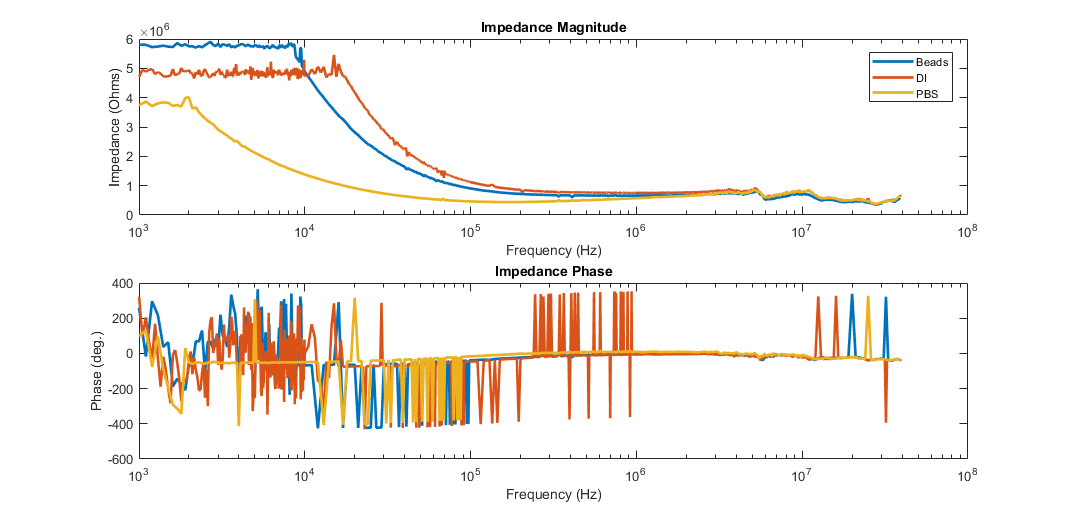 Impedance Magnitude
×10^6
6
5
4
3
2
1
0
Impedance (Ohms)
Beads
DI
PBS
10^3 10^4 10^5 10^6 10^7 10^8
Frequency (Hz)
Impedance Phase
400
200
0
-200
-400
-600
Phase (deg.)
10^3 10^4 10^5 10^6 10^7 10^8
Frequency (Hz)